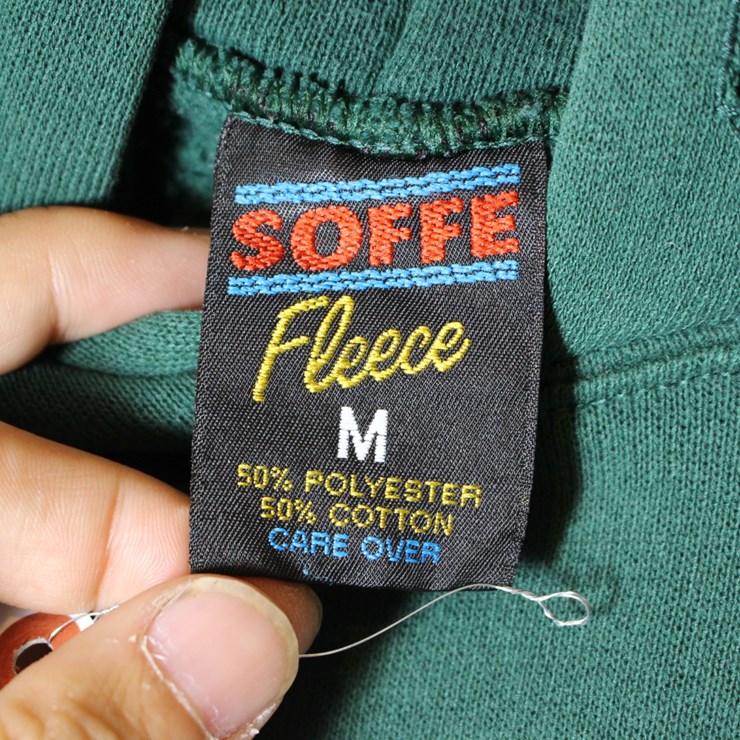 SOFFE
Fleece
M
50% POLYESTER
50% COTTON
CARE OVER